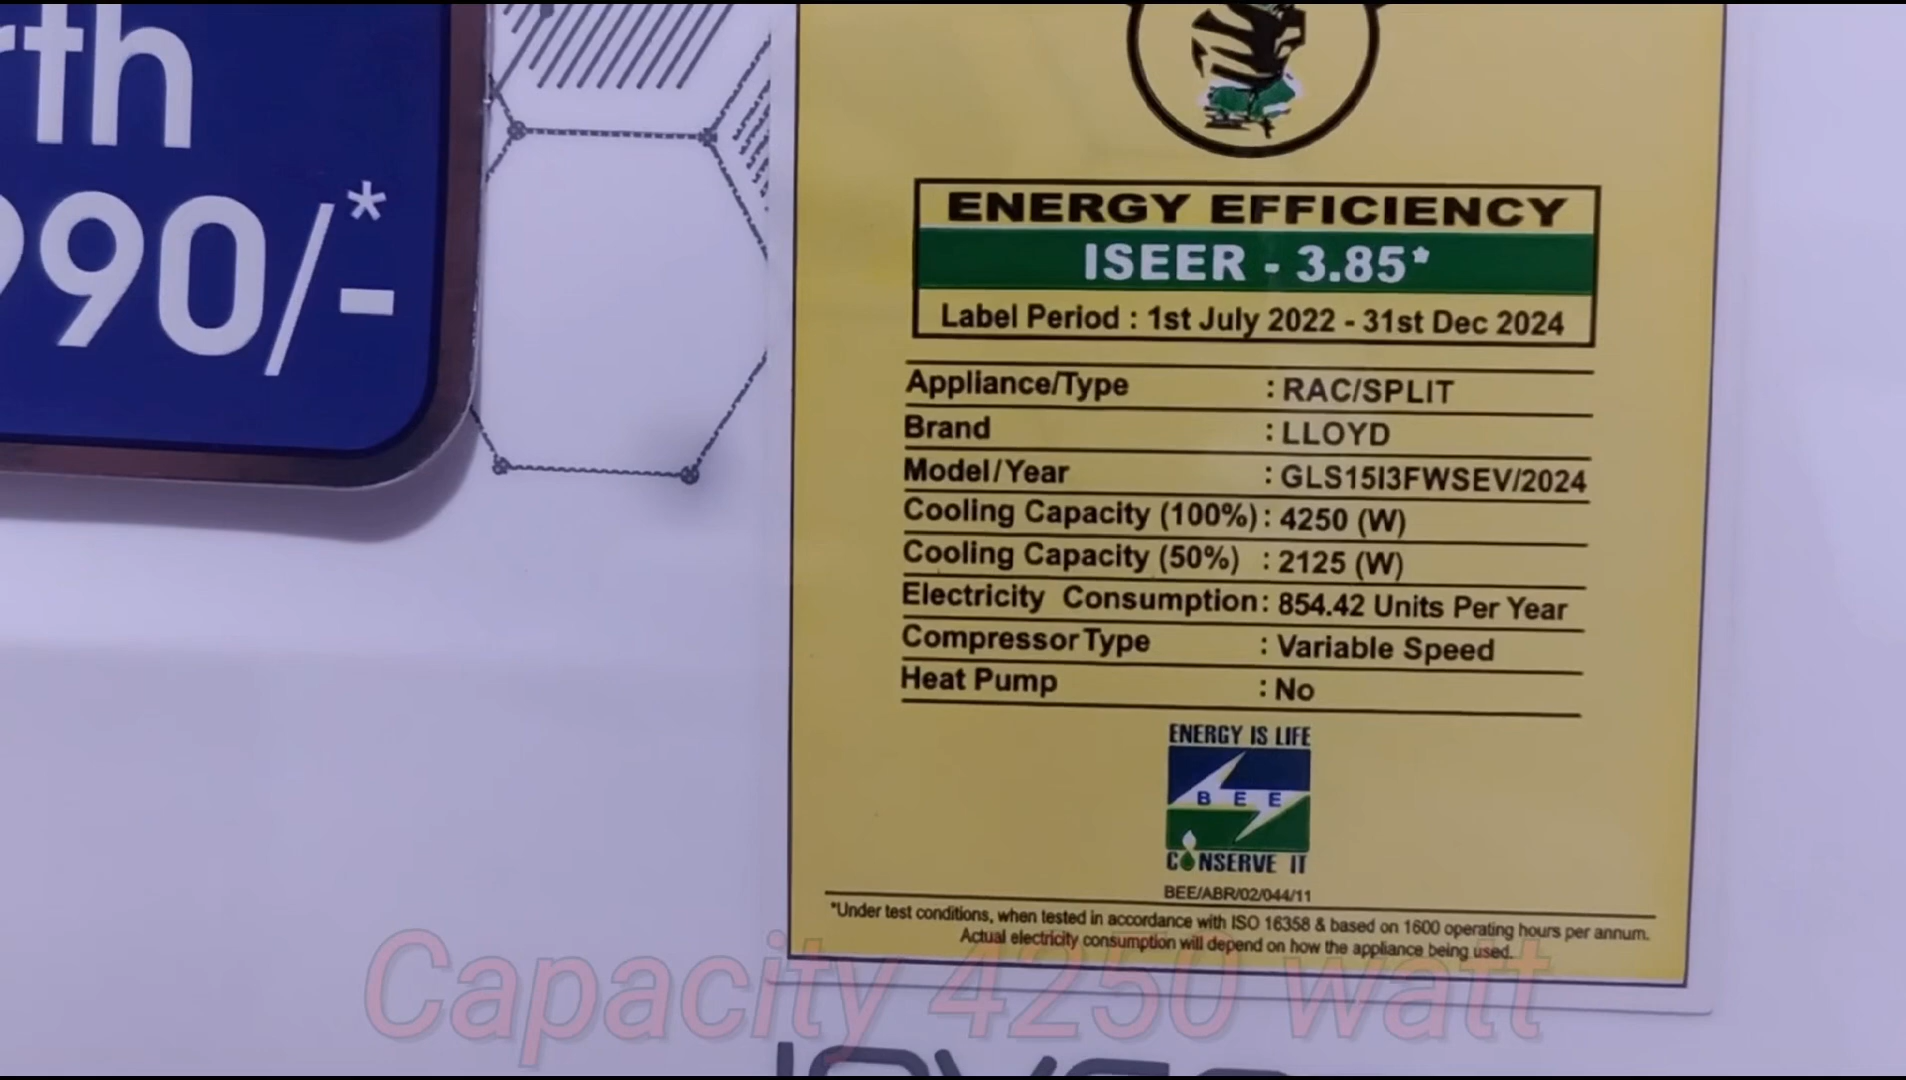 rth
990/-*
ENERGY EFFICIENCY
ISEER - 3.85*
Label Period : 1st July 2022 - 31st Dec 2024
Appliance/Type : RAC/SPLIT
Brand : LLOYD
Model/Year : GLS15I3FWSEV/2024
Cooling Capacity (100%) : 4250 (W)
Cooling Capacity (50%) : 2125 (W)
Electricity Consumption : 854.42 Units Per Year
Compressor Type : Variable Speed
Heat Pump : No
ENERGY IS LIFE
BEE
CONSERVE IT
BEE/ABR/02/044/11
*Under test conditions, when tested in accordance with ISO 16358 & based on 1600 operating hours per annum.
Actual electricity consumption will depend on how the appliance being used.
Capacity 4250 watt